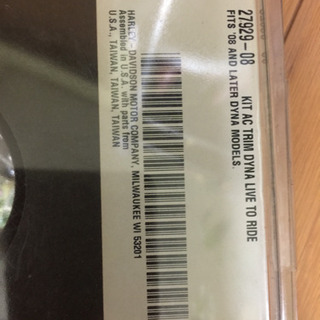 27929-08 KIT AC TRIM DYNA LIVE TO RIDE
FITS '08 AND LATER DYNA MODELS.
HARLEY-DAVIDSON MOTOR COMPANY, MILWAUKEE WI 53201
Assembled in U.S.A. with parts from
U.S.A., TAIWAN, TAIWAN, TAIWAN